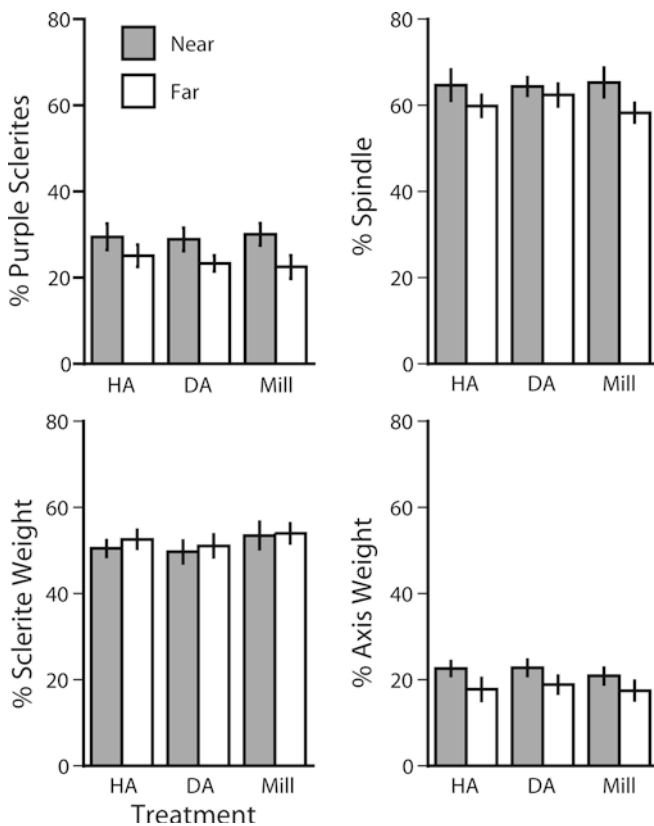 80
60
40
20
0
% Purple Sclerites
Near
Far
HA DA Mill
80
60
40
20
0
% Spindle
HA DA Mill
80
60
40
20
0
% Sclerite Weight
HA DA Mill
Treatment
80
60
40
20
0
% Axis Weight
HA DA Mill